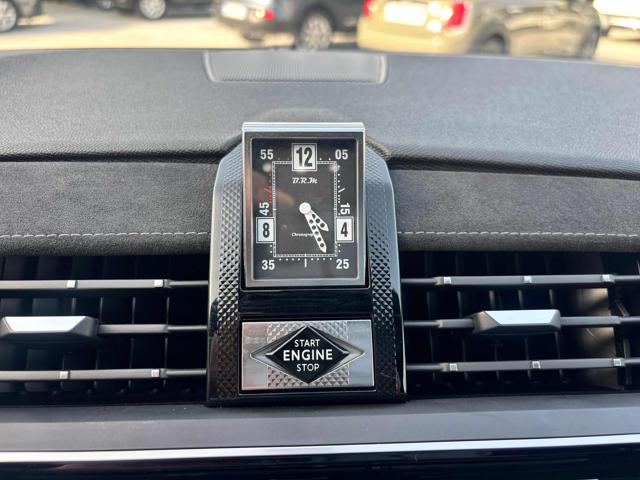 55 12 05
B.R.M
45 15
8 4
Chronographes
35 25
START
ENGINE
STOP